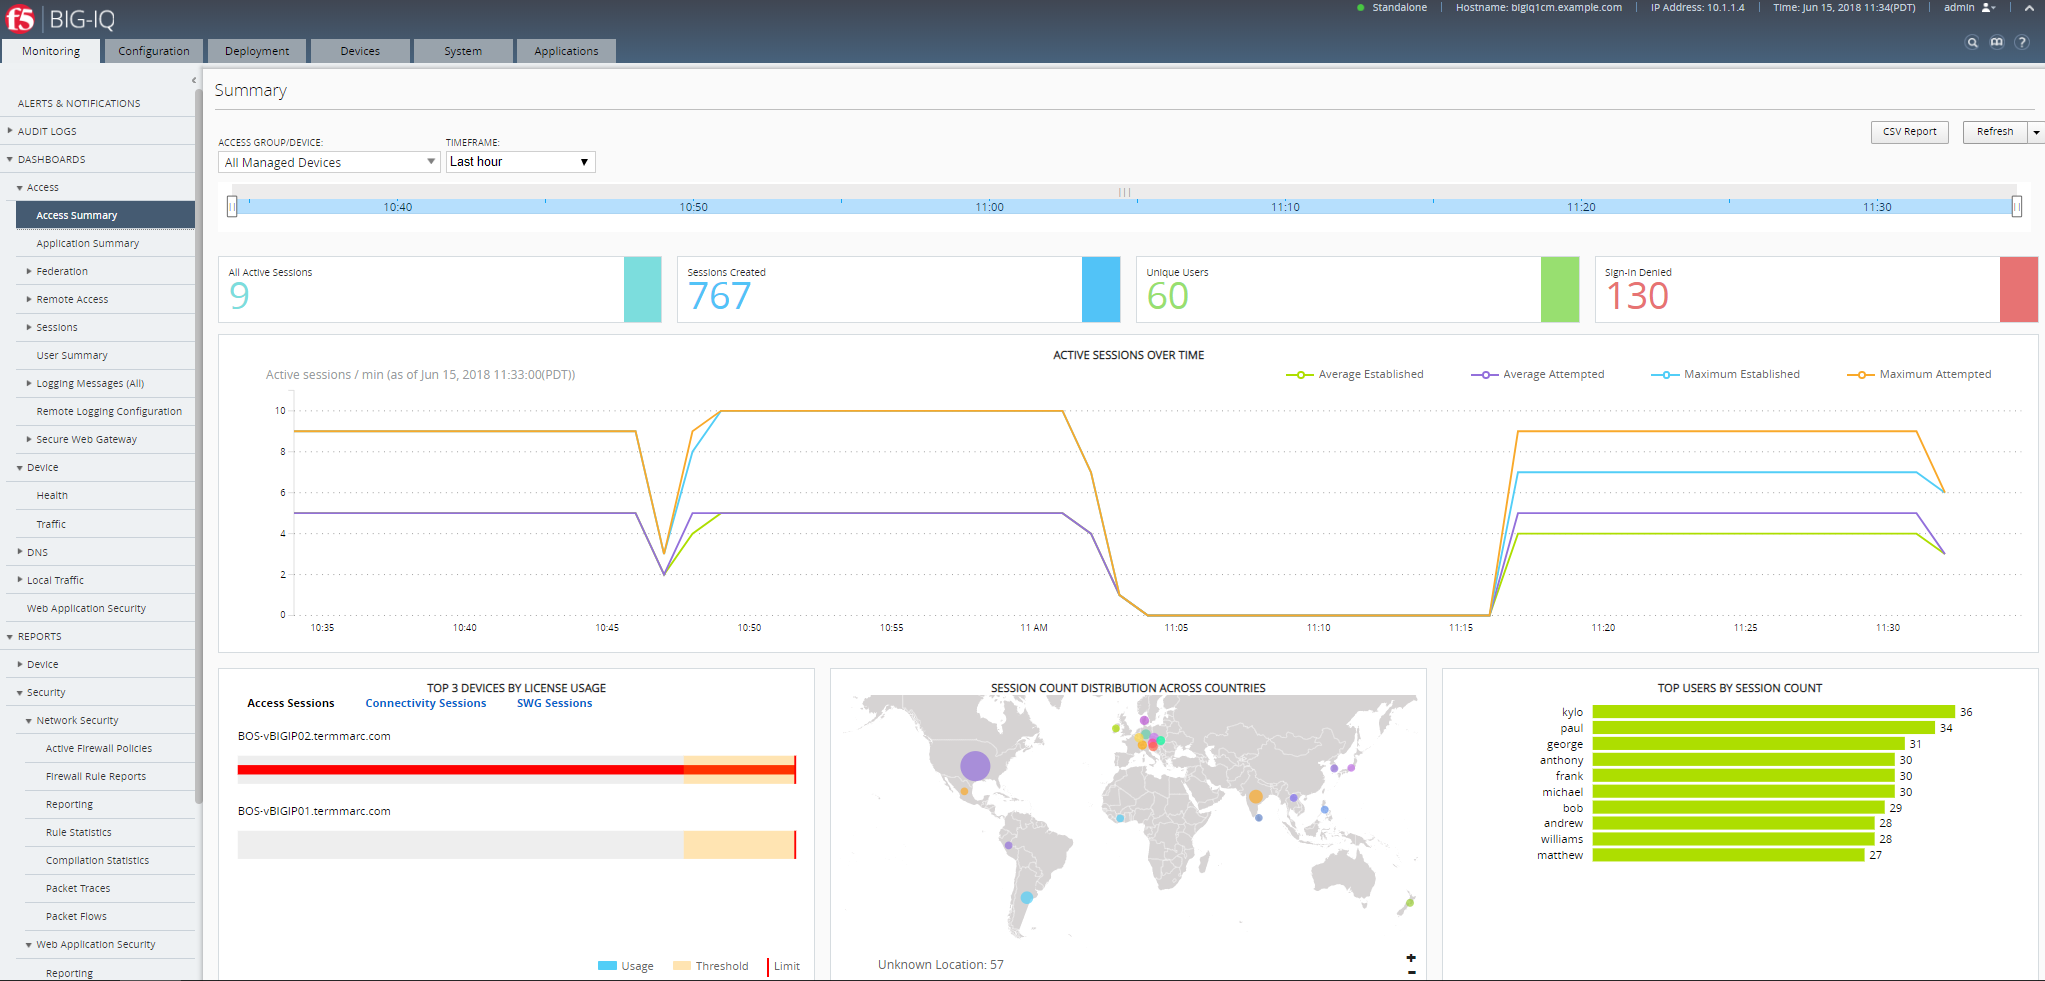 f5 BIG-IQ
Standalone Hostname: bigiq1cm.example.com IP Address: 10.1.1.4 Time: Jun 15, 2018 11:34(PDT) admin
Monitoring Configuration Deployment Devices System Applications
ALERTS & NOTIFICATIONS
AUDIT LOGS
DASHBOARDS
Access
Access Summary
Application Summary
Federation
Remote Access
Sessions
User Summary
Logging Messages (All)
Remote Logging Configuration
Secure Web Gateway
Device
Health
Traffic
DNS
Local Traffic
Web Application Security
REPORTS
Device
Security
Network Security
Active Firewall Policies
Firewall Rule Reports
Reporting
Rule Statistics
Compilation Statistics
Packet Traces
Packet Flows
Web Application Security
Reporting
Summary
CSV Report Refresh
ACCESS GROUP/DEVICE: TIMEFRAME:
All Managed Devices Last hour
10:40 10:50 11:00 11:10 11:20 11:30
All Active Sessions
9
Sessions Created
767
Unique Users
60
Sign-in Denied
130
ACTIVE SESSIONS OVER TIME
Active sessions / min (as of Jun 15, 2018 11:33:00(PDT))
Average Established Average Attempted Maximum Established Maximum Attempted
10
8
6
4
2
0
10:35 10:40 10:45 10:50 10:55 11 AM 11:05 11:10 11:15 11:20 11:25 11:30
TOP 3 DEVICES BY LICENSE USAGE
Access Sessions Connectivity Sessions SWG Sessions
BOS-vBIGIP02.termmarc.com
BOS-vBIGIP01.termmarc.com
Usage Threshold Limit
SESSION COUNT DISTRIBUTION ACROSS COUNTRIES
Unknown Location: 57
+
-
TOP USERS BY SESSION COUNT
kylo 36
paul 34
george 31
anthony 30
frank 30
michael 30
bob 29
andrew 28
williams 28
matthew 27